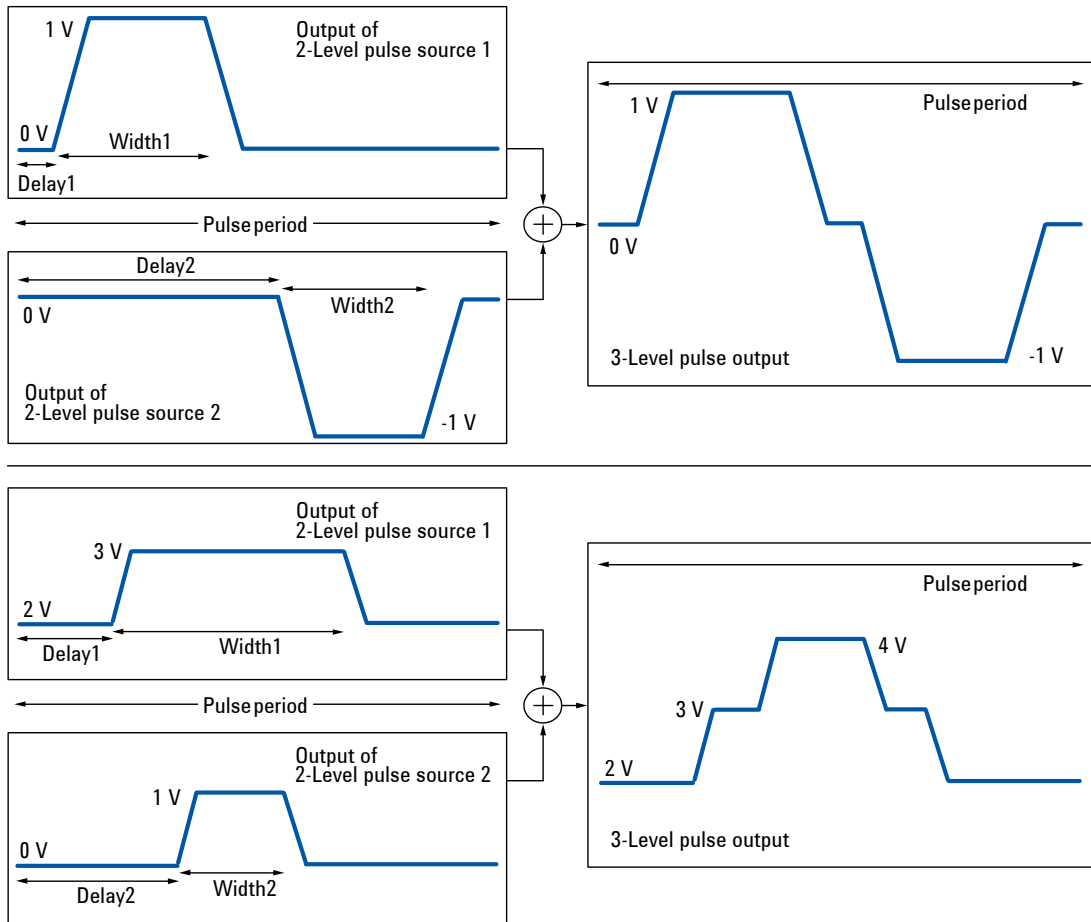 Output of
2-Level pulse source 1
1 V
0 V
Width1
Delay1
Pulse period
Delay2
0 V
Width2
Output of
2-Level pulse source 2
-1 V
Pulse period
1 V
0 V
3-Level pulse output
-1 V
Output of
2-Level pulse source 1
3 V
2 V
Delay1
Width1
Pulse period
Output of
2-Level pulse source 2
1 V
0 V
Delay2
Width2
Pulse period
4 V
3 V
2 V
3-Level pulse output